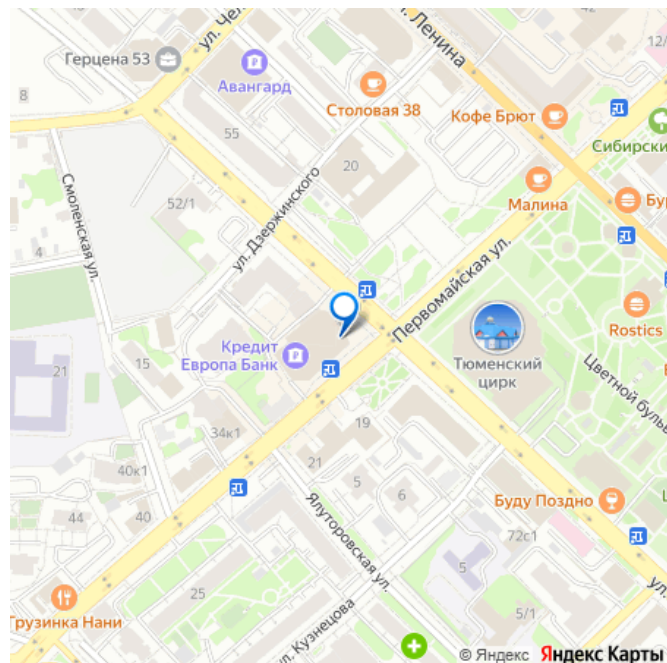 Герцена 53
ул. Чел
Авангард
Столовая 38
. Ленина
Кофе Брют
12/
Сибирски
Малина
Бур
8
55
20
52/1
ул. Дзержинского
Смоленская ул.
4
Первомайская ул.
Rostics
Тюменский
цирк
Цветной буль
Кредит
Европа Банк
15
21
34к1
40к1
19
21
5
6
44
40
Ялуторовская ул.
Буду Поздно
72с1
25
5
ул.
Грузинка Нани
ул. Кузнецова
5/1
© Яндекс Яндекс Карты